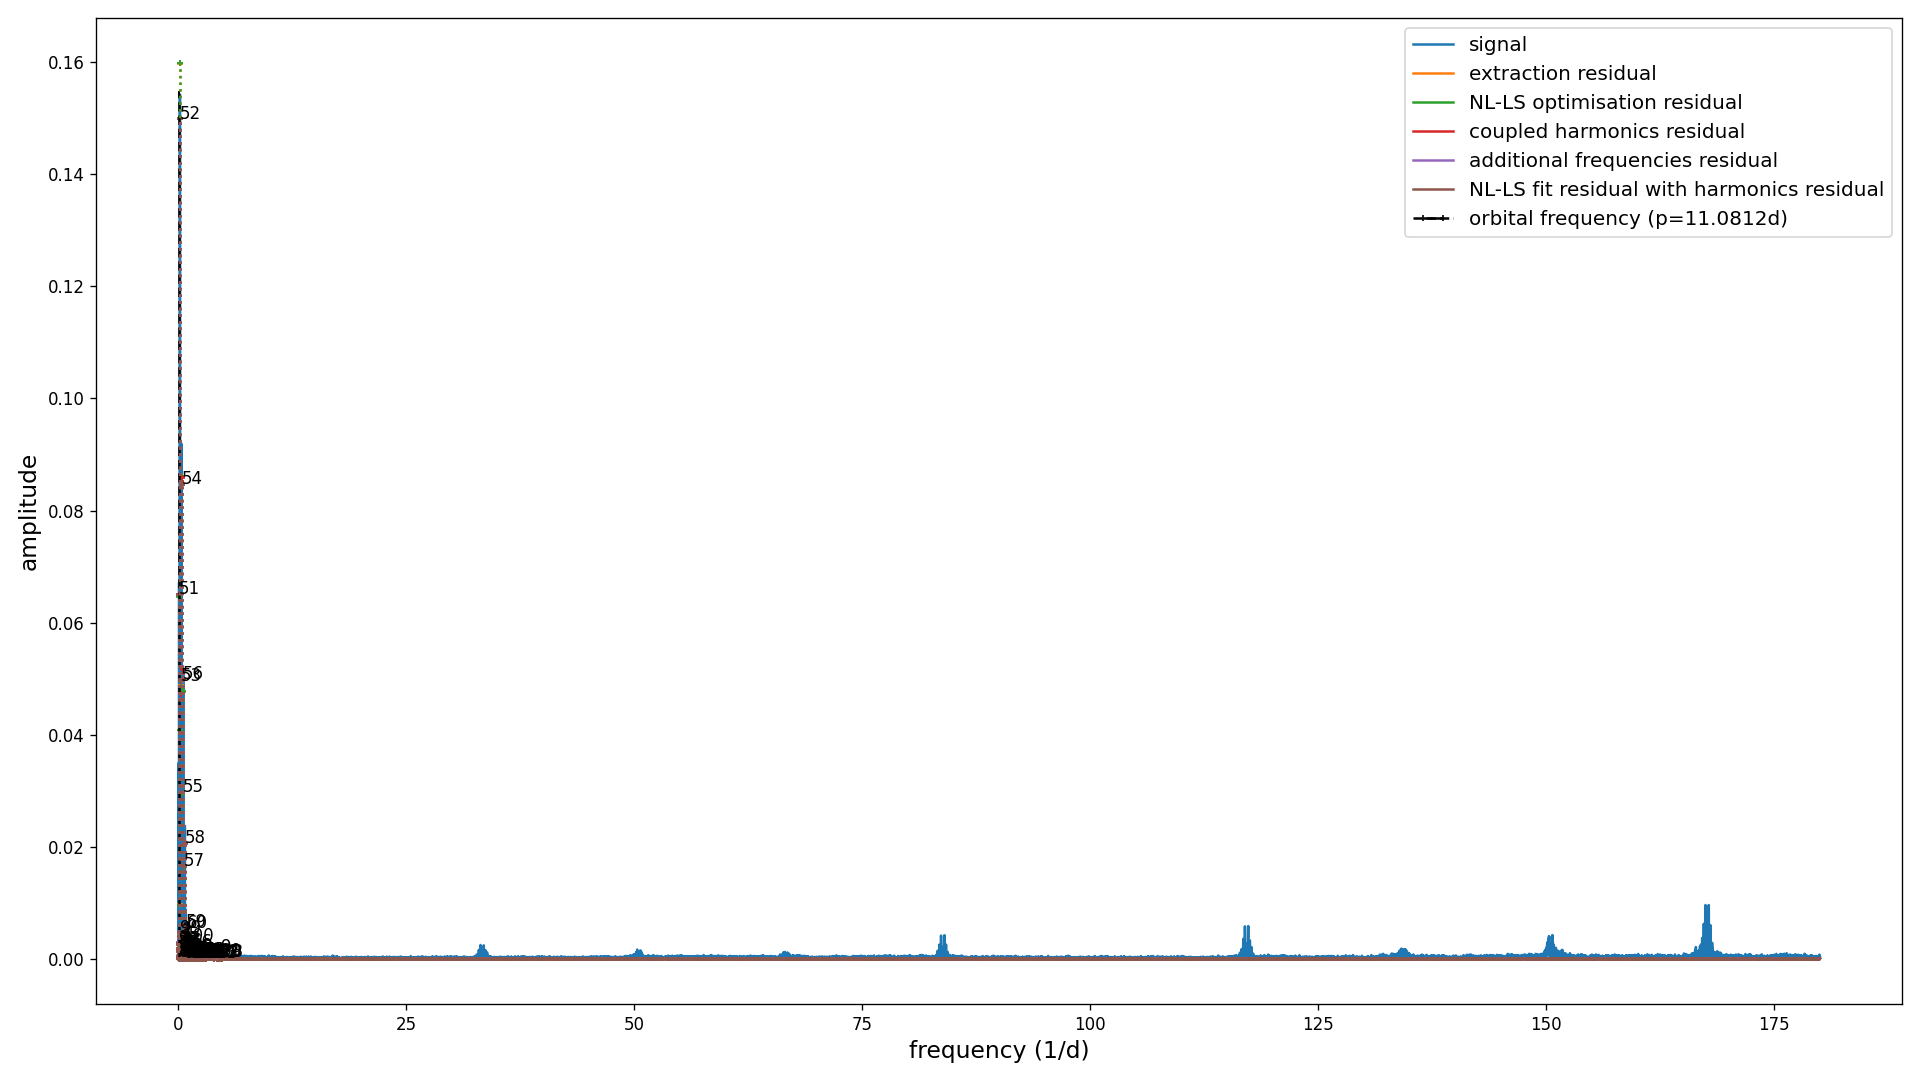 signal
extraction residual
NL-LS optimisation residual
coupled harmonics residual
additional frequencies residual
NL-LS fit residual with harmonics residual
orbital frequency (p=11.0812d)
0.16
0.14
0.12
0.10
0.08
0.06
0.04
0.02
0.00
amplitude
52
54
51
56
53
55
58
57
0
25
50
75
100
125
150
175
frequency (1/d)